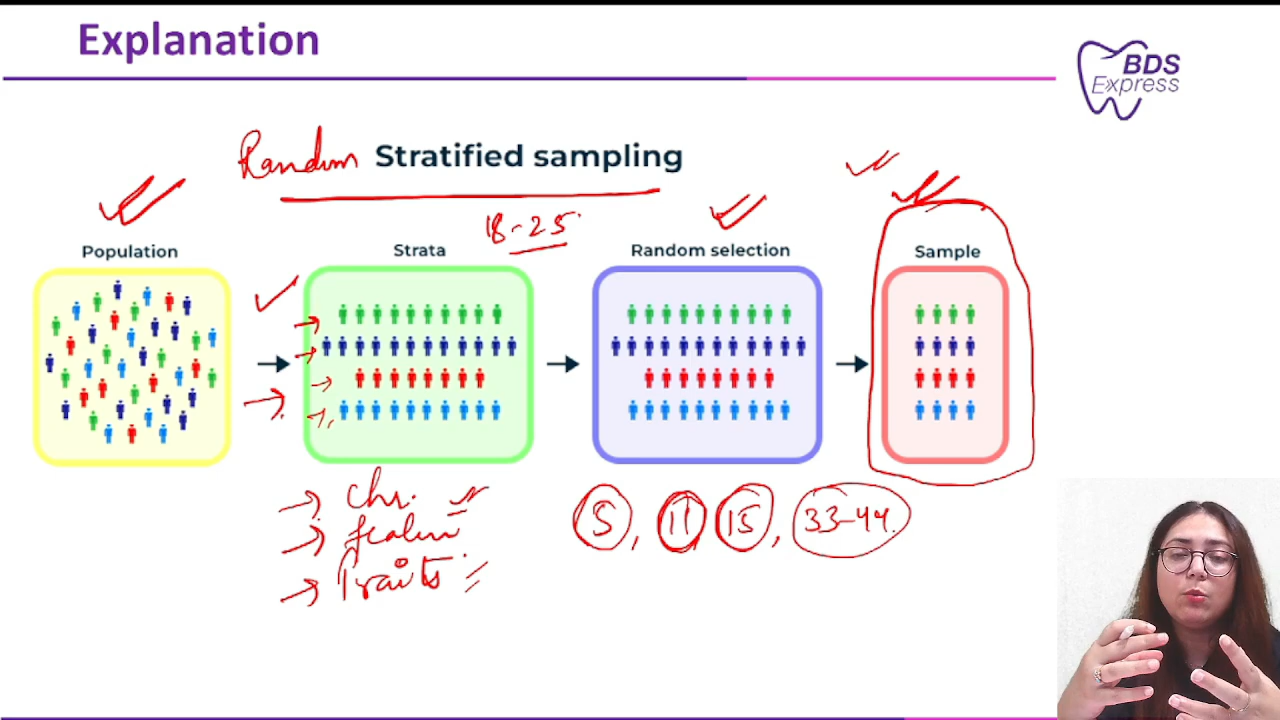 Explanation
BDS
Express
Random Stratified sampling
18-25
Population
Strata
Random selection
Sample
chr.
Traits
5, 11 15, 33-44